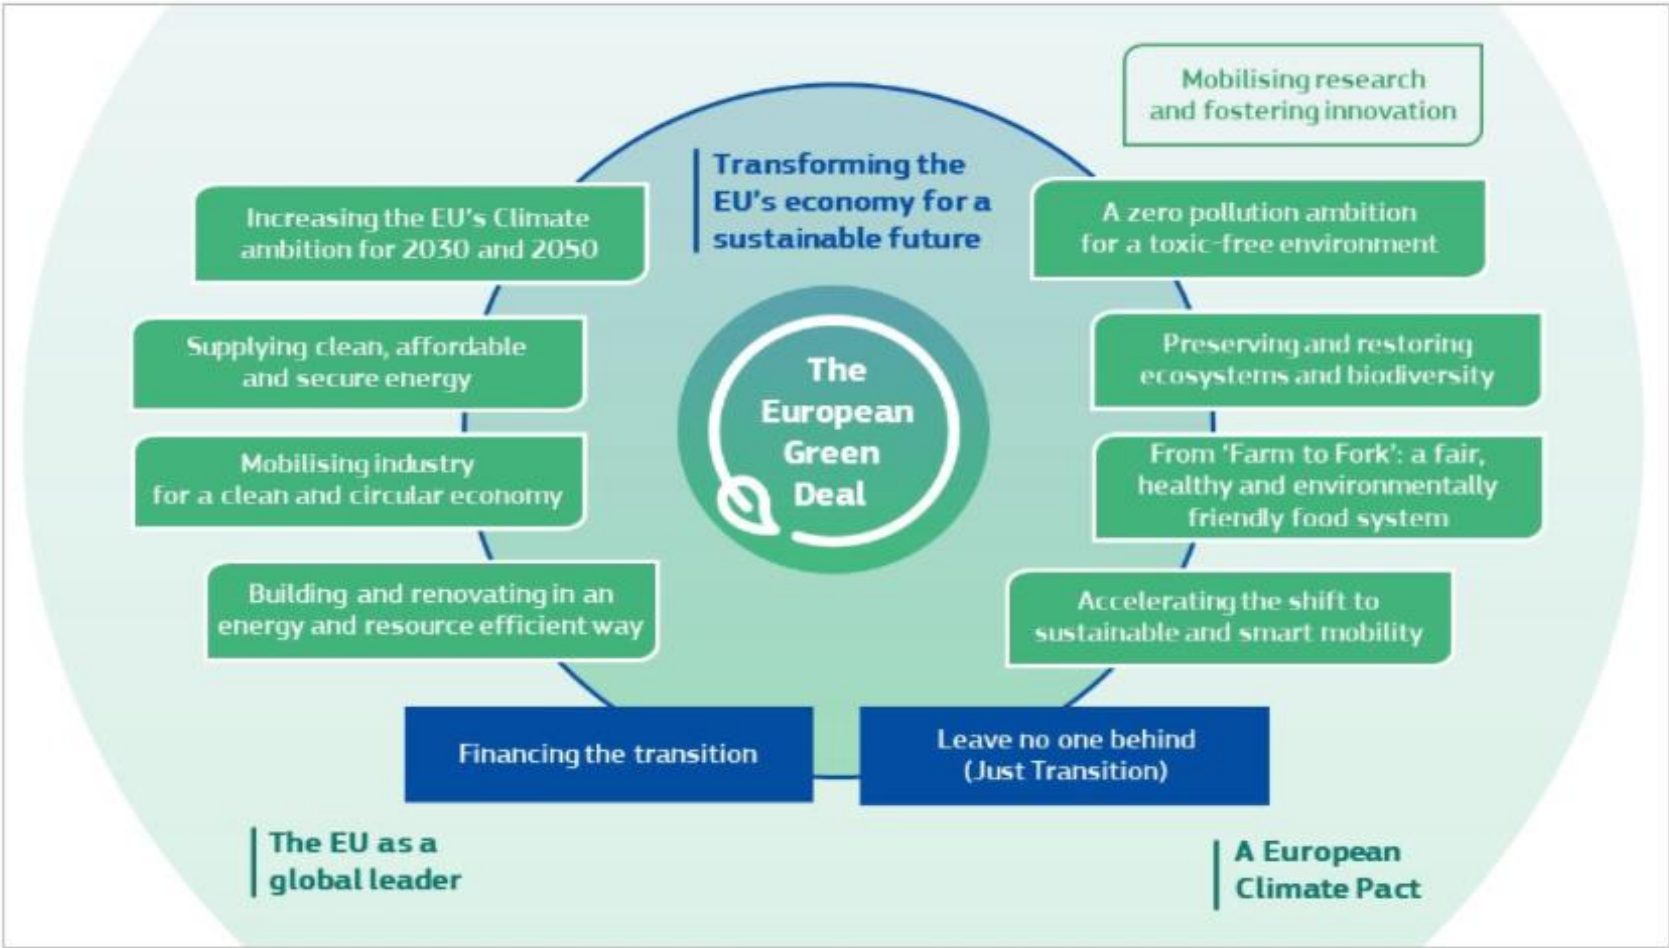 Mobilising research
and fostering innovation
Transforming the
EU's economy for a
sustainable future
Increasing the EU's Climate
ambition for 2030 and 2050
A zero pollution ambition
for a toxic-free environment
Supplying clean, affordable
and secure energy
Preserving and restoring
ecosystems and biodiversity
The
European
Green
Deal
Mobilising industry
for a clean and circular economy
From 'Farm to Fork': a fair,
healthy and environmentally
friendly food system
Building and renovating in an
energy and resource efficient way
Accelerating the shift to
sustainable and smart mobility
Financing the transition
Leave no one behind
(Just Transition)
The EU as a
global leader
A European
Climate Pact